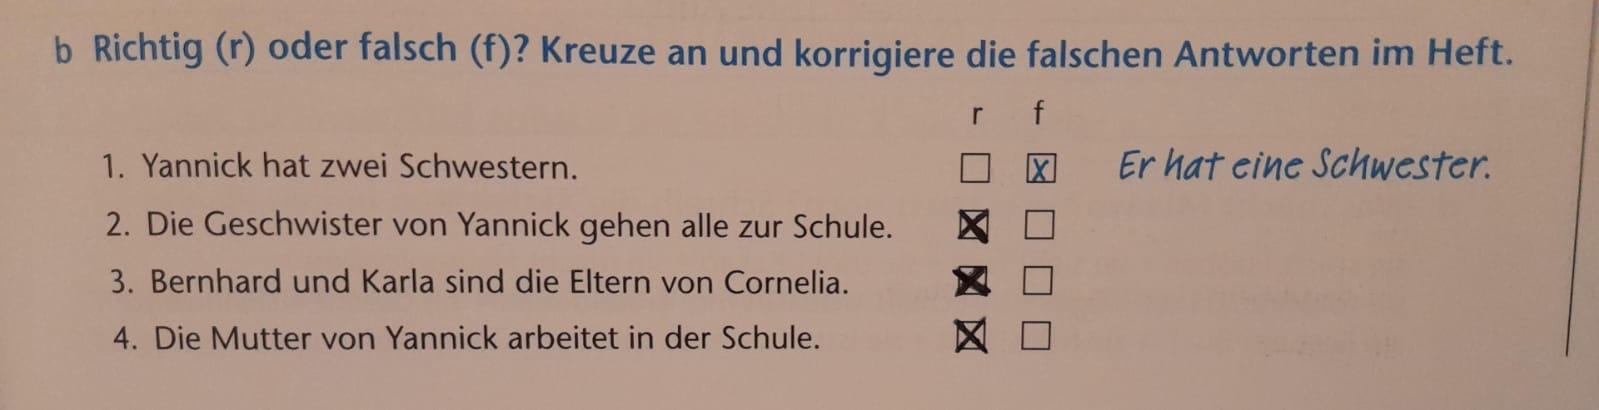 b Richtig (r) oder falsch (f)? Kreuze an und korrigiere die falschen Antworten im Heft.
r f
1. Yannick hat zwei Schwestern. ☐ ☒ Er hat eine Schwester.
2. Die Geschwister von Yannick gehen alle zur Schule. ☒ ☐
3. Bernhard und Karla sind die Eltern von Cornelia. ☒ ☐
4. Die Mutter von Yannick arbeitet in der Schule. ☒ ☐